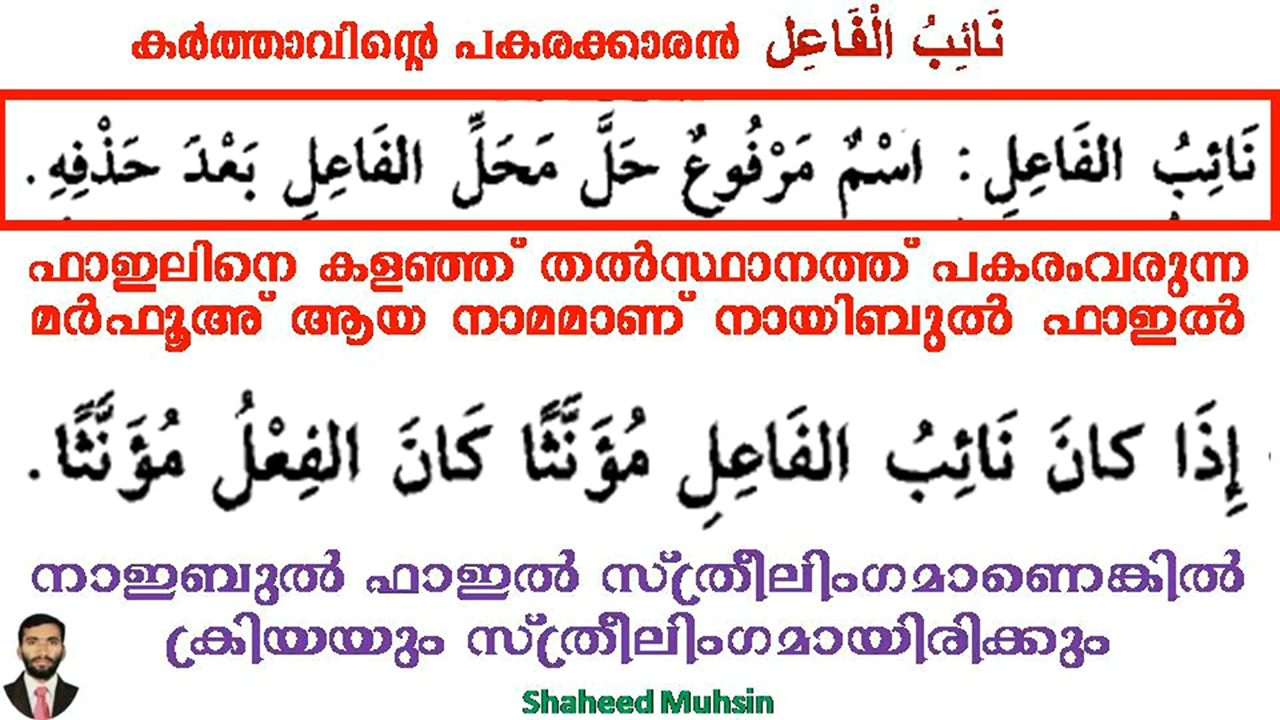 കർത്താവിന്റെ പകരക്കാരൻ نَائِبُ الْفَاعِل
نَائِبُ الفَاعِلِ : اسْمٌ مَرْفُوعٌ حَلَّ مَحَلِّ الفَاعِلِ بَعْدَ حَذْفِهِ.
ഫാഇലിനെ കളഞ്ഞ് തൽസ്ഥാനത്ത് പകരംവരുന്ന
മർഫൂഅ് ആയ നാമമാണ് നായിബുൽ ഫാഇൽ
إِذَا كانَ نَائِبُ الفَاعِلِ مُؤَنَّثًا كَانَ الفِعْلُ مُؤَنَّثًا.
നാഇബുൽ ഫാഇൽ സ്ത്രീലിംഗമാണെങ്കിൽ
ക്രിയയും സ്ത്രീലിംഗമായിരിക്കും
Shaheed Muhsin